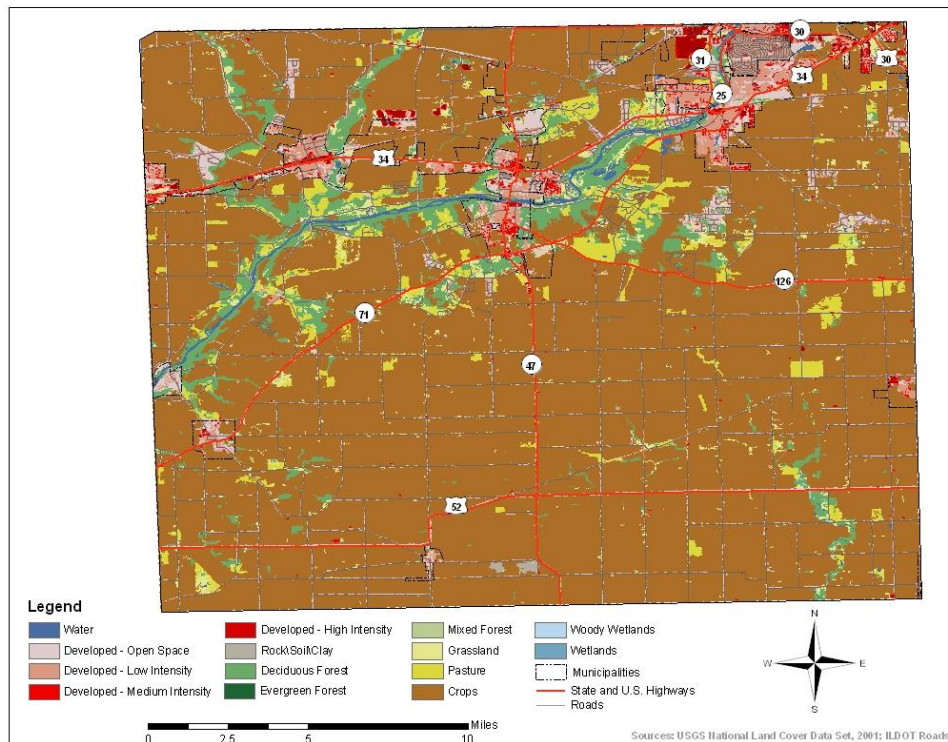 30
31
30
34
25
34
126
71
47
52
Legend
Water
Developed - Open Space
Developed - Low Intensity
Developed - Medium Intensity
Developed - High Intensity
Rock\Soil\Clay
Deciduous Forest
Evergreen Forest
Mixed Forest
Grassland
Pasture
Crops
Woody Wetlands
Wetlands
Municipalities
State and U.S. Highways
Roads
N
W E
S
Miles
0 2.5 5 10
Sources: USGS National Land Cover Data Set, 2001; ILDOT Roads